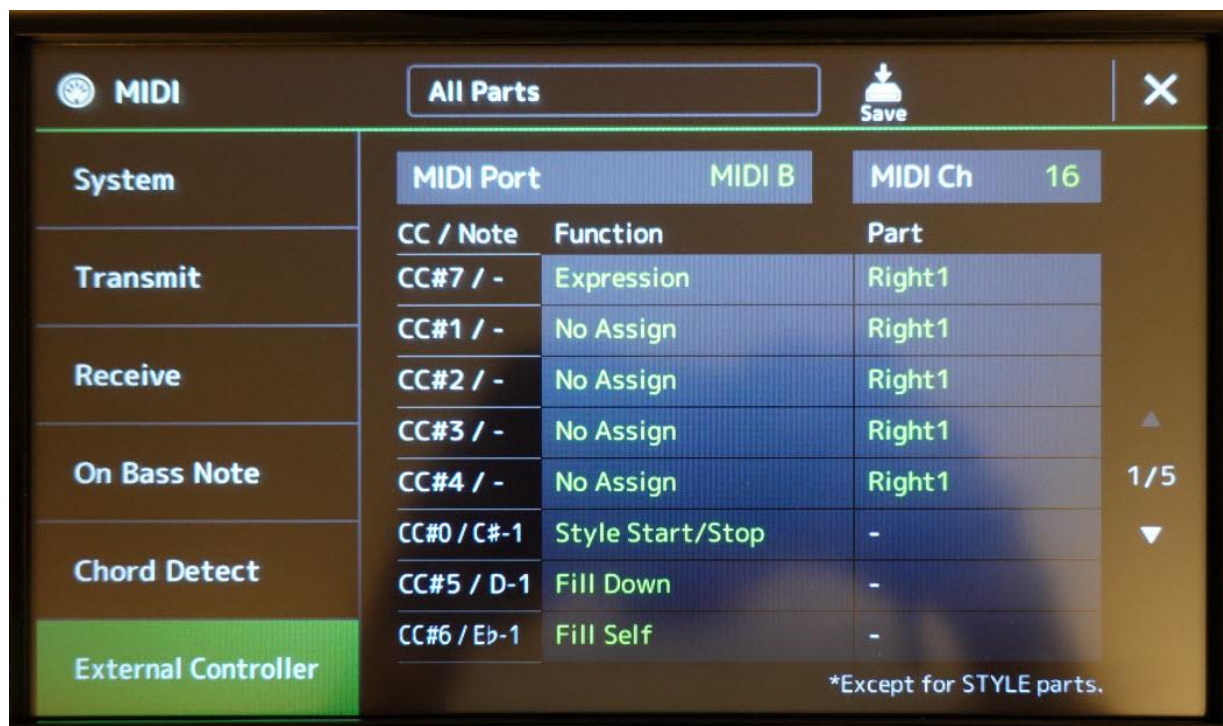 MIDI
All Parts
Save
System
Transmit
Receive
On Bass Note
Chord Detect
External Controller
MIDI Port MIDI B MIDI Ch 16
CC / Note Function Part
CC#7 / - Expression Right1
CC#1 / - No Assign Right1
CC#2 / - No Assign Right1
CC#3 / - No Assign Right1
CC#4 / - No Assign Right1
CC#0 / C#-1 Style Start/Stop -
CC#5 / D-1 Fill Down -
CC#6 / E♭-1 Fill Self -
1/5
*Except for STYLE parts.